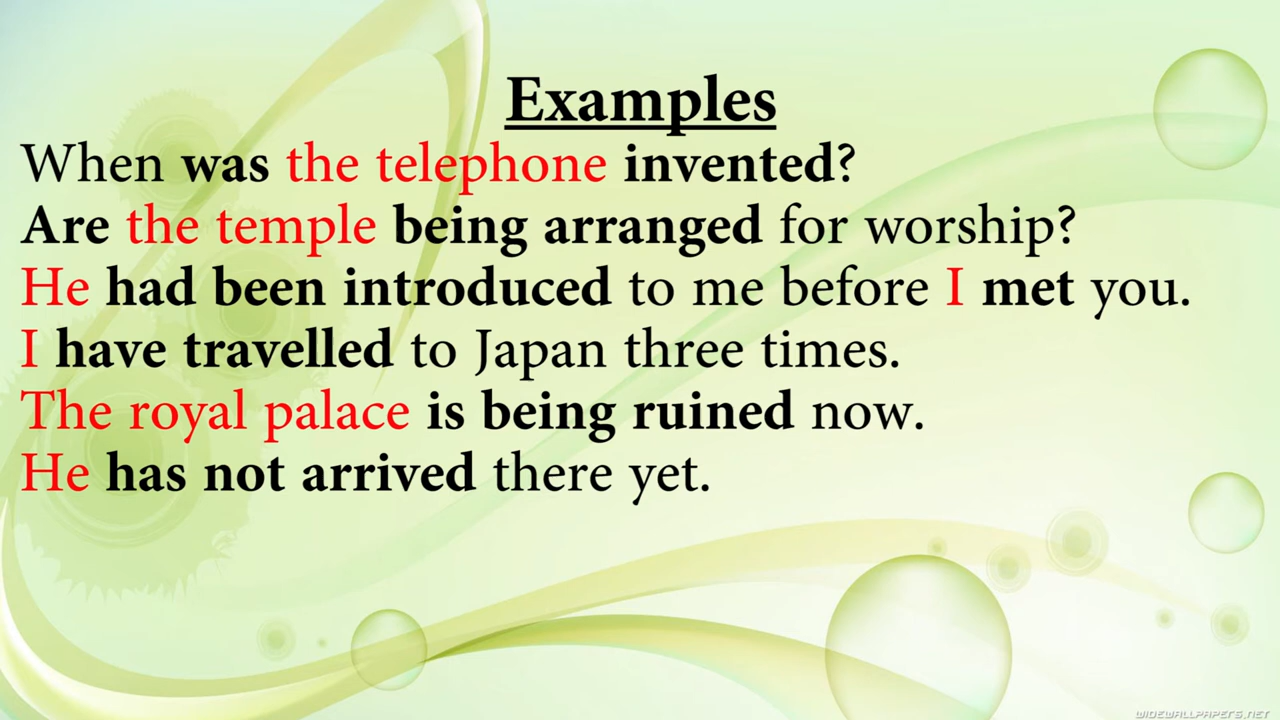 Examples
When was the telephone invented?
Are the temple being arranged for worship?
He had been introduced to me before I met you.
I have travelled to Japan three times.
The royal palace is being ruined now.
He has not arrived there yet.
WIDEWALLPAPERS.NET